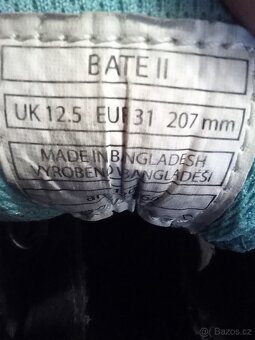 BATE II
UK 12.5 EUR 31 207 mm
MADE IN BANGLADESH
VYROBENO V BANGLADÉŠI
Bazos.cz